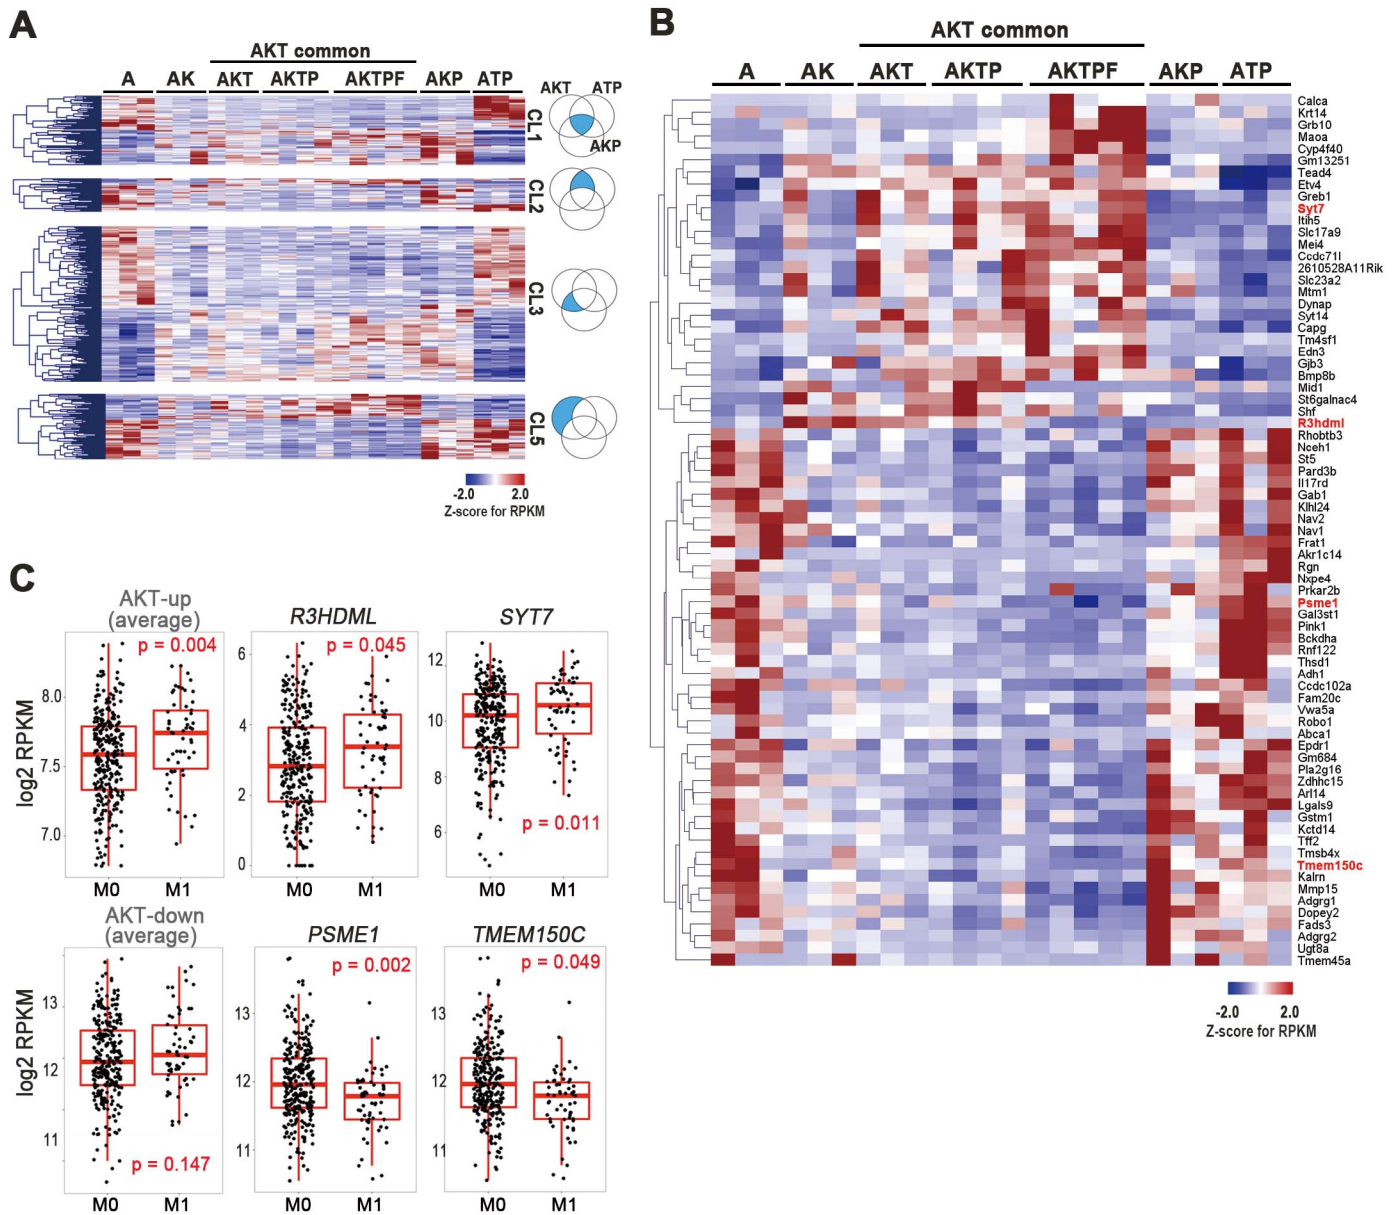 A
AKT common
A AK AKT AKTP AKTPF AKP ATP
AKT ATP
AKP
CL1
CL2
CL3
CL5
-2.0 2.0
Z-score for RPKM
B
AKT common
A AK AKT AKTP AKTPF AKP ATP
Calca
Krt14
Grb10
Maoa
Cyp4f40
Gm13251
Tead4
Etv4
Greb1
Syt7
Itih5
Slc17a9
Mei4
Ccdc71l
2610528A11Rik
Slc23a2
Mtm1
Dynap
Syt14
Capg
Tm4sf1
Edn3
Gjb3
Bmp8b
Mid1
St6galnac4
Shf
R3hdml
Rhobtb3
Nceh1
St5
Pard3b
Il17rd
Gab1
Klhl24
Nav2
Nav1
Frat1
Akr1c14
Rgn
Nxpe4
Prkar2b
Psme1
Gal3st1
Pink1
Bckdha
Rnf122
Thsd1
Adh1
Ccdc102a
Fam20c
Vwa5a
Robo1
Abca1
Epdr1
Gm684
Pla2g16
Zdhhc15
Arl14
Lgals9
Gstm1
Kctd14
Tff2
Tmsb4x
Tmem150c
Kalrn
Mmp15
Adgrg1
Dopey2
Fads3
Adgrg2
Ugt8a
Tmem45a
-2.0 2.0
Z-score for RPKM
C
AKT-up
(average)
p = 0.004
log2 RPKM
8.0
7.5
7.0
M0 M1
R3HDML
p = 0.045
6
4
2
0
M0 M1
SYT7
12
10
8
6
p = 0.011
M0 M1
AKT-down
(average)
log2 RPKM
13
12
11
p = 0.147
M0 M1
PSME1
p = 0.002
13
12
11
M0 M1
TMEM150C
p = 0.049
13
12
11
M0 M1